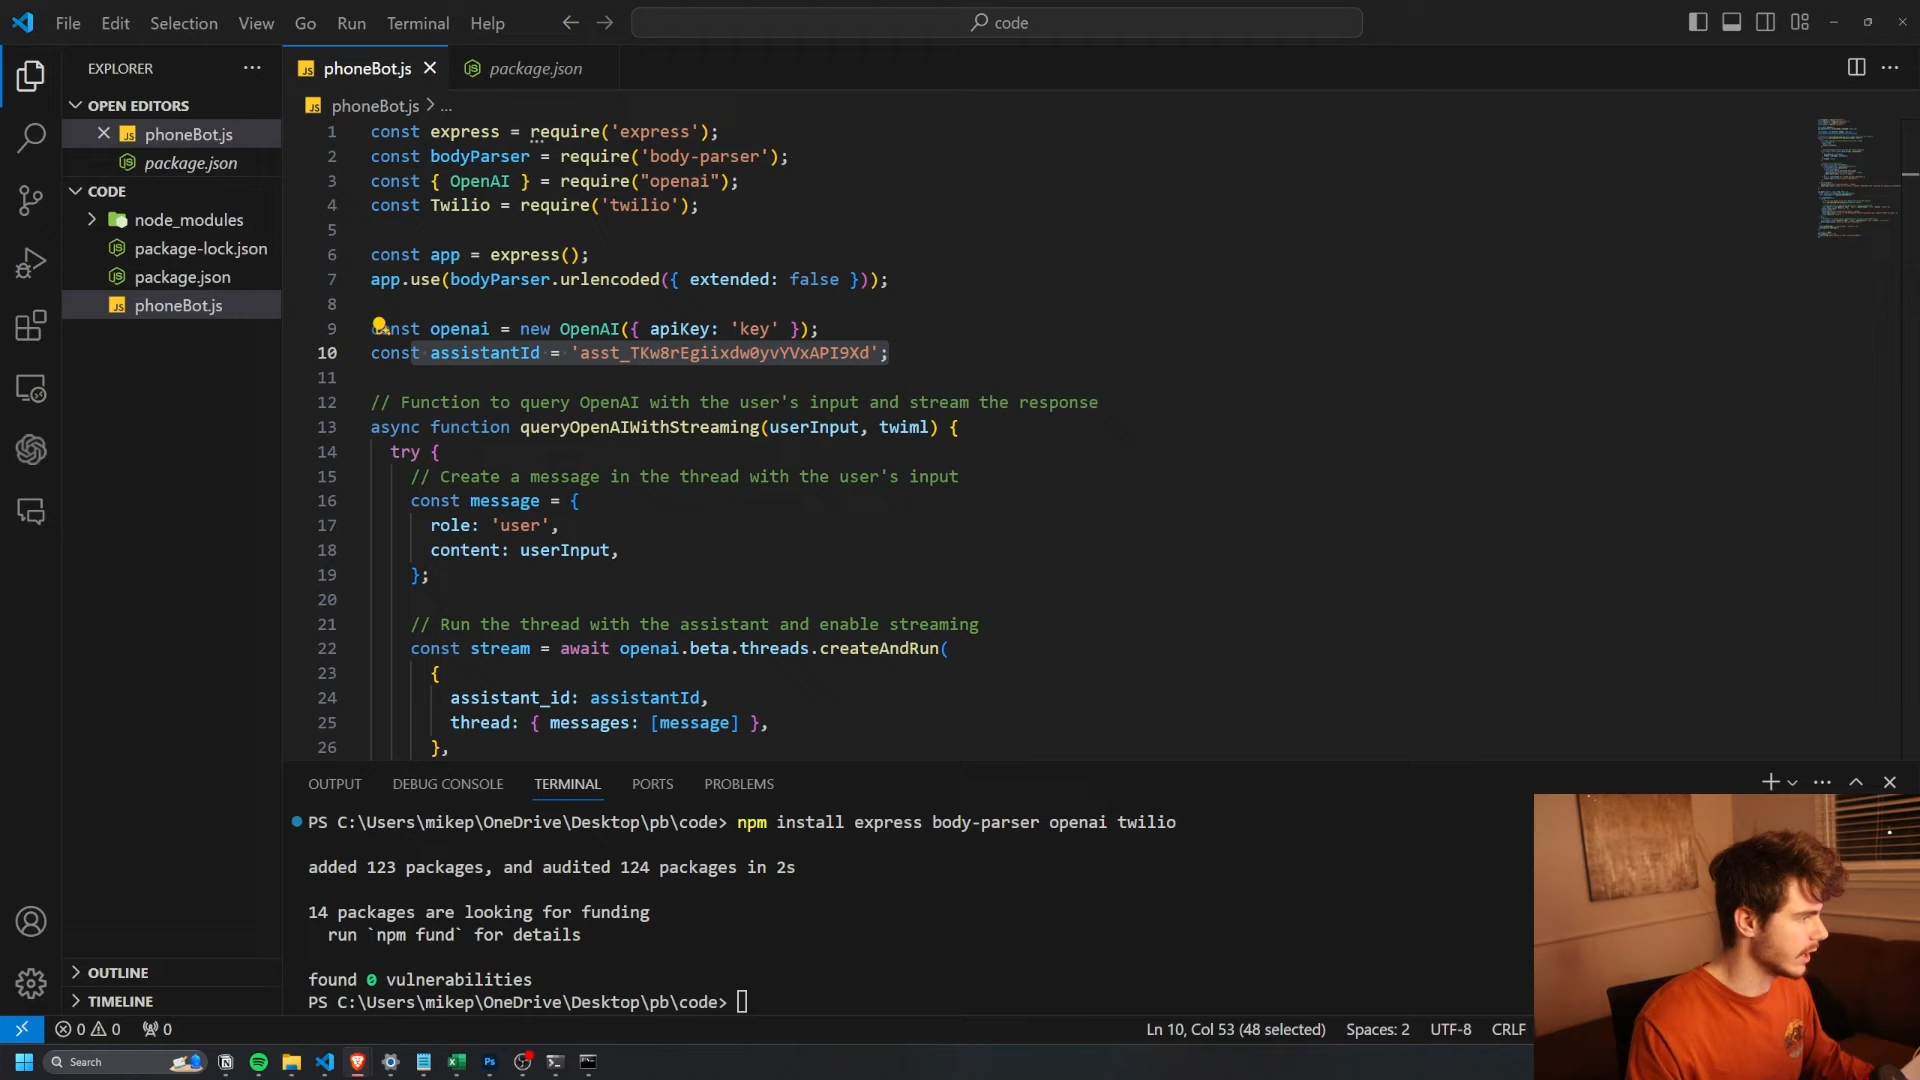 File Edit Selection View Go Run Terminal Help
code
EXPLORER
phoneBot.js
package.json
OPEN EDITORS
phoneBot.js
package.json
CODE
node_modules
package-lock.json
package.json
phoneBot.js
phoneBot.js > ...
1 const express = require('express');
2 const bodyParser = require('body-parser');
3 const { OpenAI } = require("openai");
4 const Twilio = require('twilio');
5
6 const app = express();
7 app.use(bodyParser.urlencoded({ extended: false }));
8
9 const openai = new OpenAI({ apiKey: 'key' });
10 const assistantId = 'asst_TKw8rEgiixdw0yvYVxAPI9Xd';
11
12 // Function to query OpenAI with the user's input and stream the response
13 async function queryOpenAIWithStreaming(userInput, twiml) {
14 try {
15 // Create a message in the thread with the user's input
16 const message = {
17 role: 'user',
18 content: userInput,
19 };
20
21 // Run the thread with the assistant and enable streaming
22 const stream = await openai.beta.threads.createAndRun(
23 {
24 assistant_id: assistantId,
25 thread: { messages: [message] },
26 },
OUTPUT DEBUG CONSOLE TERMINAL PORTS PROBLEMS
PS C:\Users\mikep\OneDrive\Desktop\pb\code> npm install express body-parser openai twilio
added 123 packages, and audited 124 packages in 2s
14 packages are looking for funding
run `npm fund` for details
found 0 vulnerabilities
PS C:\Users\mikep\OneDrive\Desktop\pb\code>
OUTLINE
TIMELINE
0 0 0
Ln 10, Col 53 (48 selected) Spaces: 2 UTF-8 CRLF
Search